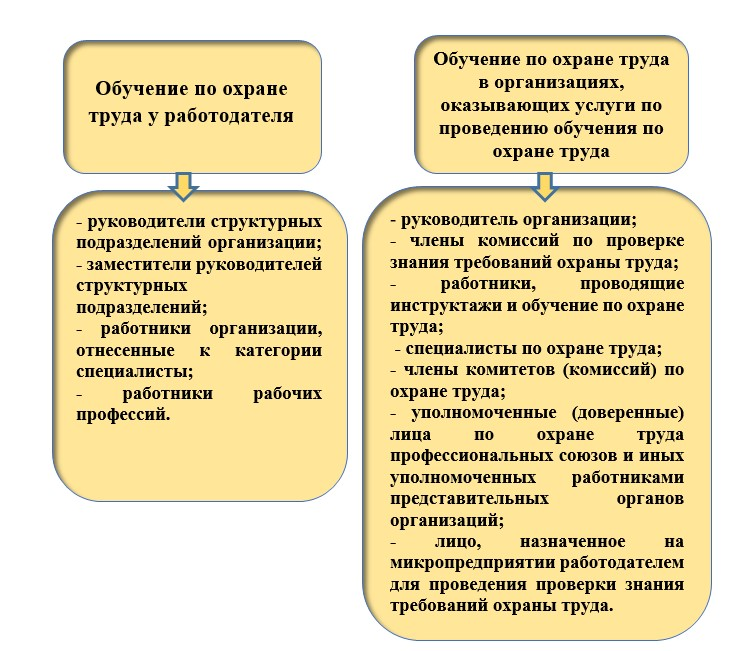 Обучение по охране
труда у работодателя
- руководители структурных
подразделений организации;
- заместители руководителей
структурных
подразделений;
- работники организации,
отнесенные к категории
специалисты;
- работники рабочих
профессий.
Обучение по охране труда
в организациях,
оказывающих услуги по
проведению обучения по
охране труда
- руководитель организации;
- члены комиссий по проверке
знания требований охраны труда;
- работники, проводящие
инструктажи и обучение по охране
труда;
- специалисты по охране труда;
- члены комитетов (комиссий) по
охране труда;
- уполномоченные (доверенные)
лица по охране труда
профессиональных союзов и иных
уполномоченных работниками
представительных органов
организаций;
- лицо, назначенное на
микропредприятии работодателем
для проведения проверки знания
требований охраны труда.